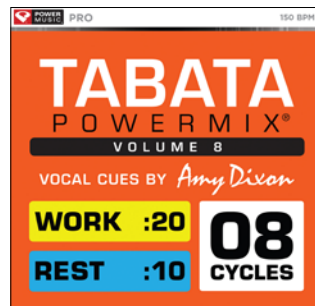 POWER MUSIC PRO 150 BPM
TABATA
POWERMIX®
VOLUME 8
VOCAL CUES BY Amy Dixon
WORK :20
REST :10
08
CYCLES